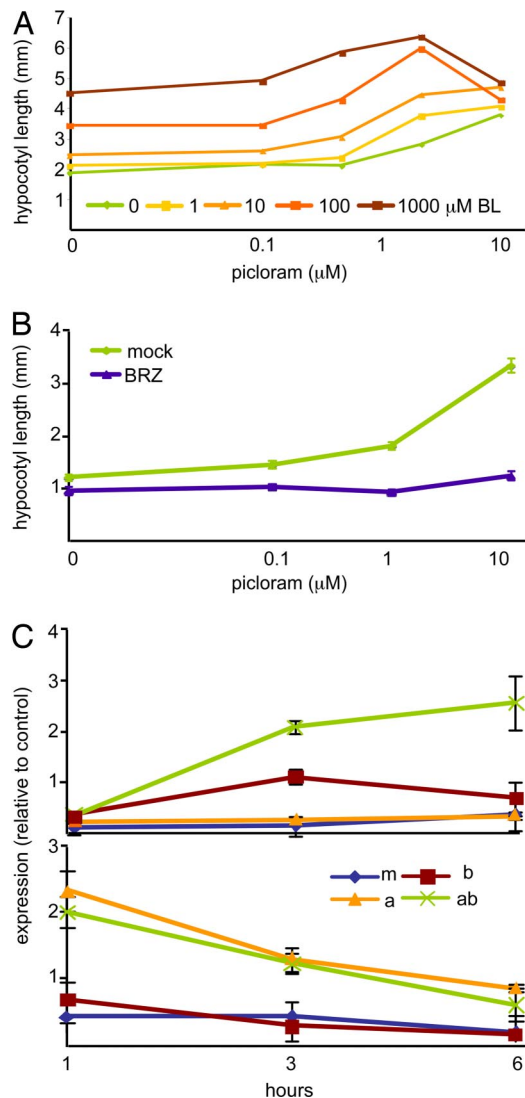 A
hypocotyl length (mm)
7
6
5
4
3
2
1
0 1 10 100 1000 μM BL
0 0.1 1 10
picloram (μM)
B
hypocotyl length (mm)
4
3
2
1
mock
BRZ
0 0.1 1 10
picloram (μM)
C
expression (relative to control)
4
3
2
1
3
2
1
m b
a ab
1 3 6
hours